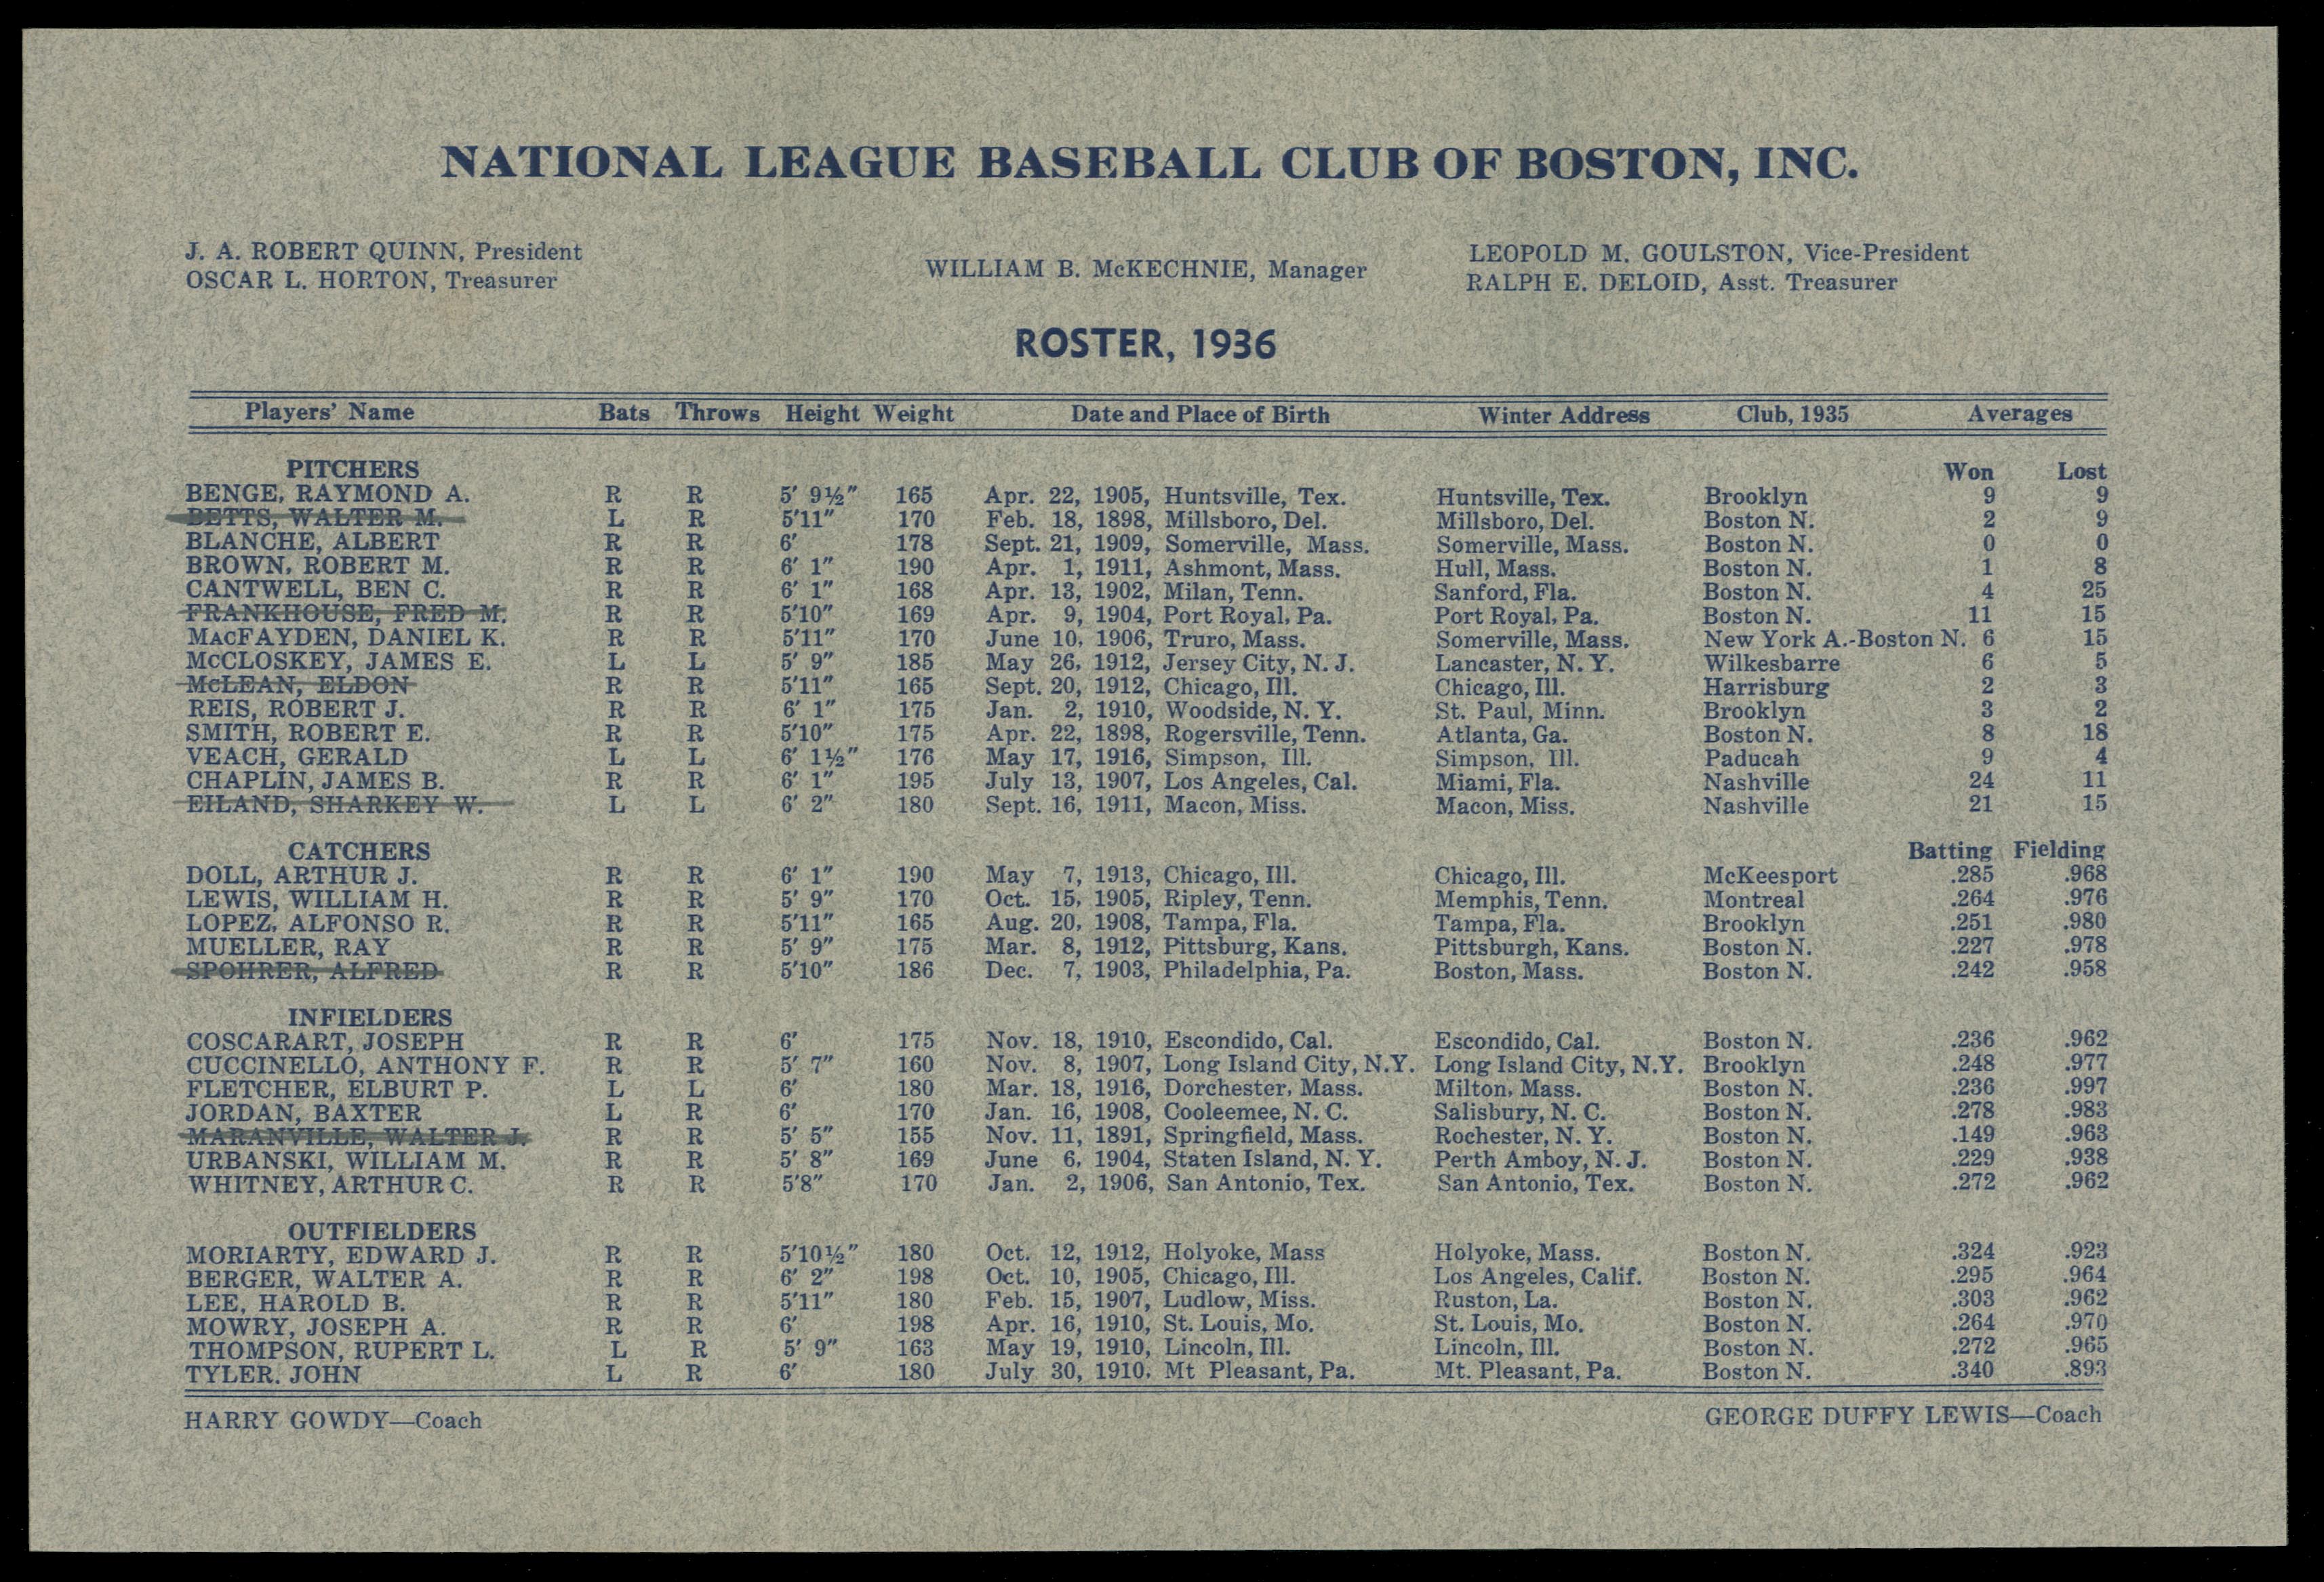 NATIONAL LEAGUE BASEBALL CLUB OF BOSTON, INC.
J. A. ROBERT QUINN, President
OSCAR L. HORTON, Treasurer
WILLIAM B. McKECHNIE, Manager
LEOPOLD M. GOULSTON, Vice-President
RALPH E. DELOID, Asst. Treasurer
ROSTER, 1936
Players' Name Bats Throws Height Weight Date and Place of Birth Winter Address Club, 1935 Averages
PITCHERS Won Lost
BENGE, RAYMOND A. R R 5' 9½" 165 Apr. 22, 1905, Huntsville, Tex. Huntsville, Tex. Brooklyn 9 9
BETTS, WALTER M. L R 5'11" 170 Feb. 18, 1898, Millsboro, Del. Millsboro, Del. Boston N. 2 9
BLANCHE, ALBERT R R 6' 178 Sept. 21, 1909, Somerville, Mass. Somerville, Mass. Boston N. 0 0
BROWN, ROBERT M. R R 6' 1" 190 Apr. 1, 1911, Ashmont, Mass. Hull, Mass. Boston N. 1 8
CANTWELL, BEN C. R R 6' 1" 168 Apr. 13, 1902, Milan, Tenn. Sanford, Fla. Boston N. 4 25
FRANKHOUSE, FRED M. R R 5'10" 169 Apr. 9, 1904, Port Royal, Pa. Port Royal, Pa. Boston N. 11 15
MACFAYDEN, DANIEL K. R R 5'11" 170 June 10, 1906, Truro, Mass. Somerville, Mass. New York A.-Boston N. 6 15
McCLOSKEY, JAMES E. L L 5' 9" 185 May 26, 1912, Jersey City, N. J. Lancaster, N. Y. Wilkesbarre 6 5
McLEAN, ELDON R R 5'11" 165 Sept. 20, 1912, Chicago, Ill. Chicago, Ill. Harrisburg 2 3
REIS, ROBERT J. R R 6' 1" 175 Jan. 2, 1910, Woodside, N. Y. St. Paul, Minn. Brooklyn 3 2
SMITH, ROBERT E. R R 5'10" 175 Apr. 22, 1898, Rogersville, Tenn. Atlanta, Ga. Boston N. 8 18
VEACH, GERALD L L 6' 1½" 176 May 17, 1916, Simpson, Ill. Simpson, Ill. Paducah 9 4
CHAPLIN, JAMES B. R R 6' 1" 195 July 13, 1907, Los Angeles, Cal. Miami, Fla. Nashville 24 11
EILAND, SHARKEY W. L L 6' 2" 180 Sept. 16, 1911, Macon, Miss. Macon, Miss. Nashville 21 15
CATCHERS Batting Fielding
DOLL, ARTHUR J. R R 6' 1" 190 May 7, 1913, Chicago, Ill. Chicago, Ill. McKeesport .285 .968
LEWIS, WILLIAM H. R R 5' 9" 170 Oct. 15, 1905, Ripley, Tenn. Memphis, Tenn. Montreal .264 .976
LOPEZ, ALFONSO R. R R 5'11" 165 Aug. 20, 1908, Tampa, Fla. Tampa, Fla. Brooklyn .251 .980
MUELLER, RAY R R 5' 9" 175 Mar. 8, 1912, Pittsburg, Kans. Pittsburgh, Kans. Boston N. .227 .978
SPOHRER, ALFRED R R 5'10" 186 Dec. 7, 1903, Philadelphia, Pa. Boston, Mass. Boston N. .242 .958
INFIELDERS
COSCARART, JOSEPH R R 6' 175 Nov. 18, 1910, Escondido, Cal. Escondido, Cal. Boston N. .236 .962
CUCCINELLO, ANTHONY F. R R 5' 7" 160 Nov. 8, 1907, Long Island City, N.Y. Long Island City, N.Y. Brooklyn .248 .977
FLETCHER, ELBURT P. L L 6' 180 Mar. 18, 1916, Dorchester, Mass. Milton, Mass. Boston N. .236 .997
JORDAN, BAXTER L R 6' 170 Jan. 16, 1908, Cooleemee, N. C. Salisbury, N. C. Boston N. .278 .983
MARANVILLE, WALTER J. R R 5' 5" 155 Nov. 11, 1891, Springfield, Mass. Rochester, N. Y. Boston N. .149 .963
URBANSKI, WILLIAM M. R R 5' 8" 169 June 6, 1904, Staten Island, N. Y. Perth Amboy, N. J. Boston N. .229 .938
WHITNEY, ARTHUR C. R R 5'8" 170 Jan. 2, 1906, San Antonio, Tex. San Antonio, Tex. Boston N. .272 .962
OUTFIELDERS
MORIARTY, EDWARD J. R R 5'10½" 180 Oct. 12, 1912, Holyoke, Mass Holyoke, Mass. Boston N. .324 .923
BERGER, WALTER A. R R 6' 2" 198 Oct. 10, 1905, Chicago, Ill. Los Angeles, Calif. Boston N. .295 .964
LEE, HAROLD B. R R 5'11" 180 Feb. 15, 1907, Ludlow, Miss. Ruston, La. Boston N. .303 .962
MOWRY, JOSEPH A. R R 6' 198 Apr. 16, 1910, St. Louis, Mo. St. Louis, Mo. Boston N. .264 .970
THOMPSON, RUPERT L. L R 5' 9" 163 May 19, 1910, Lincoln, Ill. Lincoln, Ill. Boston N. .272 .965
TYLER. JOHN L R 6' 180 July 30, 1910. Mt Pleasant, Pa. Mt. Pleasant, Pa. Boston N. .340 .893
HARRY GOWDY—Coach GEORGE DUFFY LEWIS—Coach